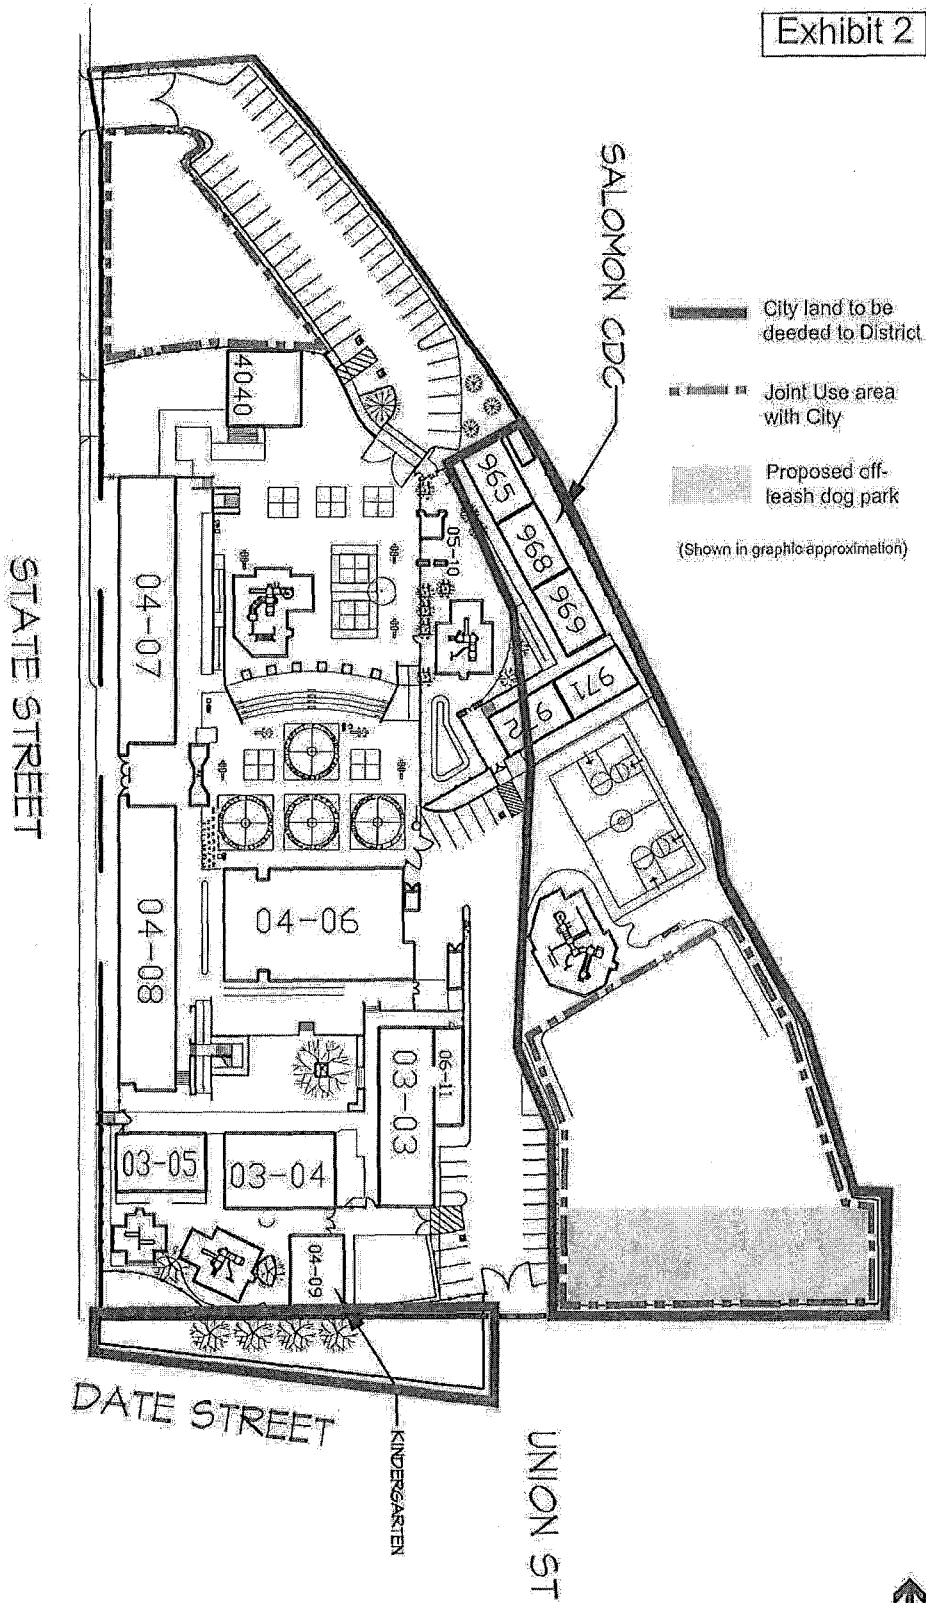 Exhibit 2
SALOMON CDC
City land to be
deeded to District
Joint Use area
with City
Proposed off-
leash dog park
(Shown in graphic approximation)
4040
965
968
969
971
972
05-10
04-07
STATE STREET
04-08
04-06
03-03
06-11
03-05
03-04
04-09
DATE STREET
KINDERGARTEN
UNION ST